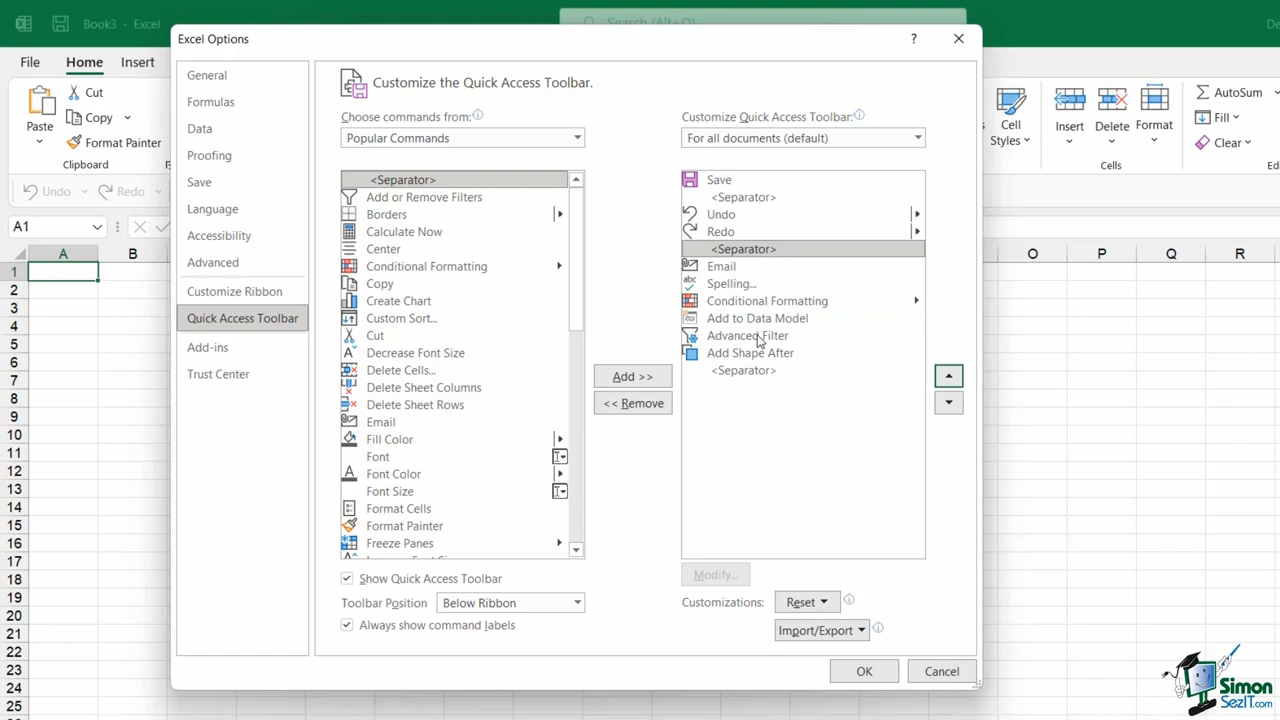 Book3 - Excel
Search (Alt+Q)
De
Excel Options
?
File
Home
Insert
Paste
Cut
Copy
Format Painter
Clipboard
Undo
Redo
A1
A
B
O
P
Q
R
1
2
3
4
5
6
7
8
9
10
11
12
13
14
15
16
17
18
19
20
21
22
23
24
25
Cell Styles
Insert
Delete
Format
Cells
AutoSum
Fill
Clear
Ed
General
Formulas
Data
Proofing
Save
Language
Accessibility
Advanced
Customize Ribbon
Quick Access Toolbar
Add-ins
Trust Center
Customize the Quick Access Toolbar.
Choose commands from:
Popular Commands
<Separator>
Add or Remove Filters
Borders
Calculate Now
Center
Conditional Formatting
Copy
Create Chart
Custom Sort...
Cut
Decrease Font Size
Delete Cells...
Delete Sheet Columns
Delete Sheet Rows
Email
Fill Color
Font
Font Color
Font Size
Format Cells
Format Painter
Freeze Panes
Show Quick Access Toolbar
Toolbar Position
Below Ribbon
Always show command labels
Add >>
<< Remove
Customize Quick Access Toolbar:
For all documents (default)
Save
<Separator>
Undo
Redo
<Separator>
Email
abc
Spelling...
Conditional Formatting
Add to Data Model
Advanced Filter
Add Shape After
<Separator>
Modify...
Customizations:
Reset
Import/Export
OK
Cancel
Simon
SezIT.com